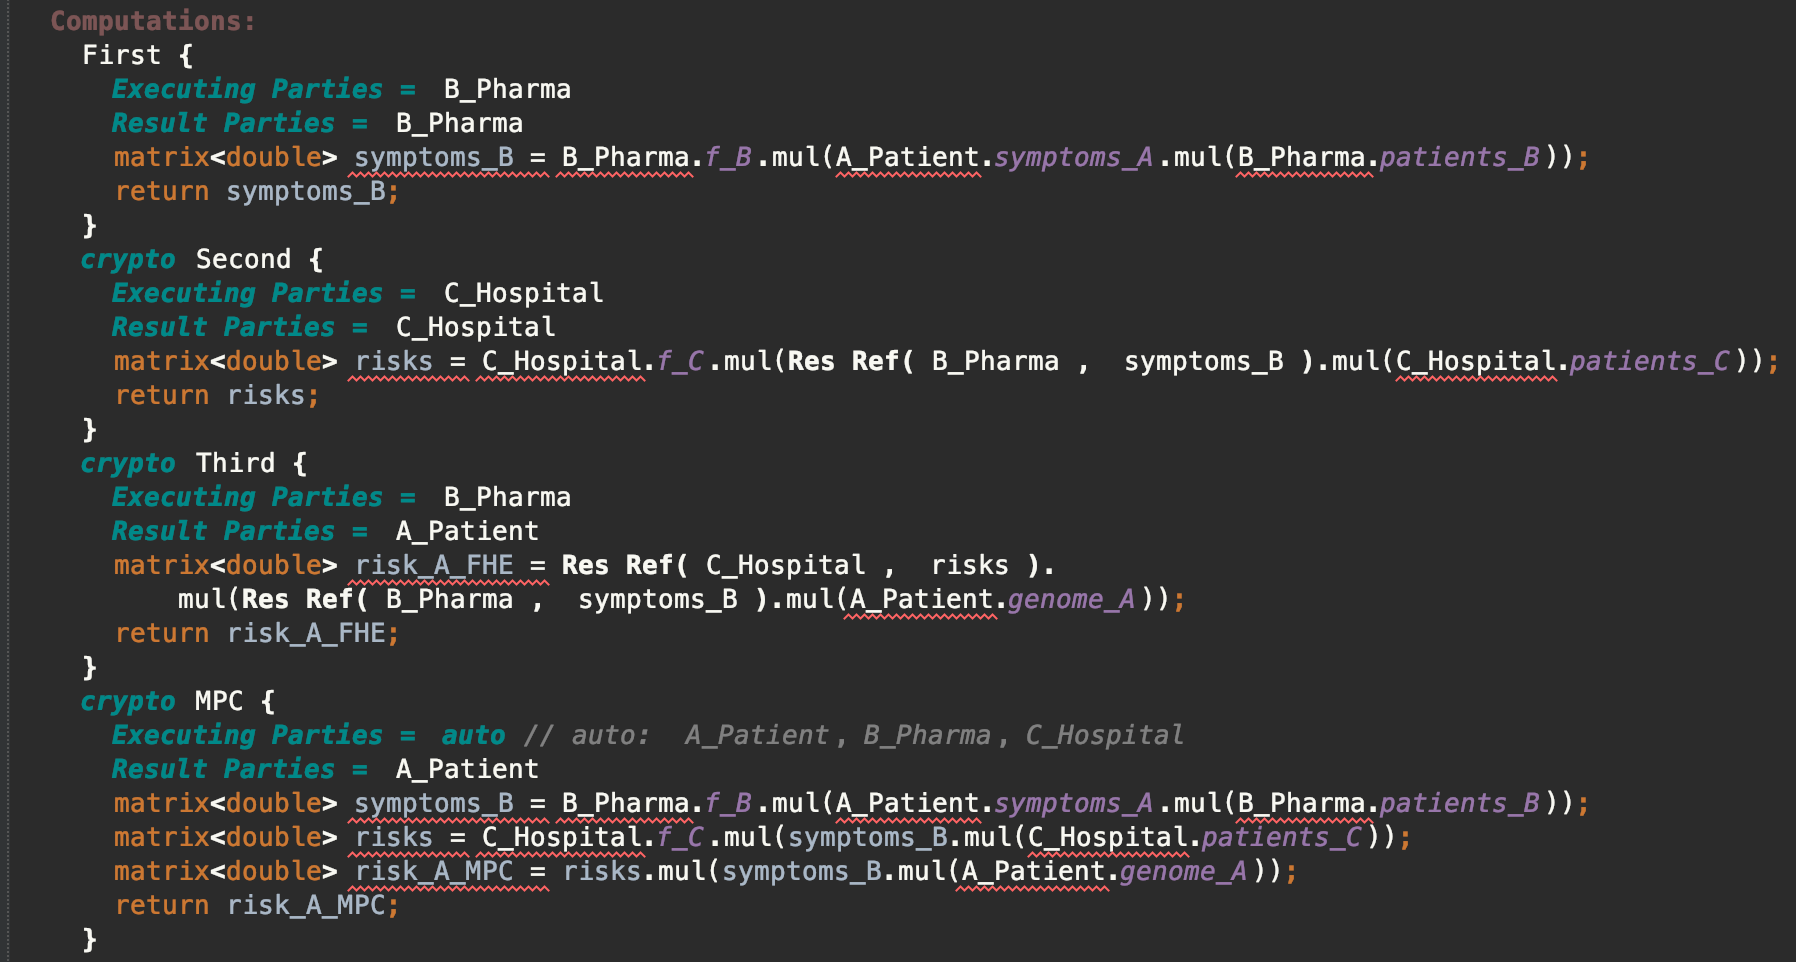 Computations:
First {
Executing Parties = B_Pharma
Result Parties = B_Pharma
matrix<double> symptoms_B = B_Pharma.f_B.mul(A_Patient.symptoms_A.mul(B_Pharma.patients_B));
return symptoms_B;
}
crypto Second {
Executing Parties = C_Hospital
Result Parties = C_Hospital
matrix<double> risks = C_Hospital.f_C.mul(Res Ref( B_Pharma , symptoms_B ).mul(C_Hospital.patients_C));
return risks;
}
crypto Third {
Executing Parties = B_Pharma
Result Parties = A_Patient
matrix<double> risk_A_FHE = Res Ref( C_Hospital , risks ).
mul(Res Ref( B_Pharma , symptoms_B ).mul(A_Patient.genome_A));
return risk_A_FHE;
}
crypto MPC {
Executing Parties = auto // auto: A_Patient, B_Pharma, C_Hospital
Result Parties = A_Patient
matrix<double> symptoms_B = B_Pharma.f_B.mul(A_Patient.symptoms_A.mul(B_Pharma.patients_B));
matrix<double> risks = C_Hospital.f_C.mul(symptoms_B.mul(C_Hospital.patients_C));
matrix<double> risk_A_MPC = risks.mul(symptoms_B.mul(A_Patient.genome_A));
return risk_A_MPC;
}